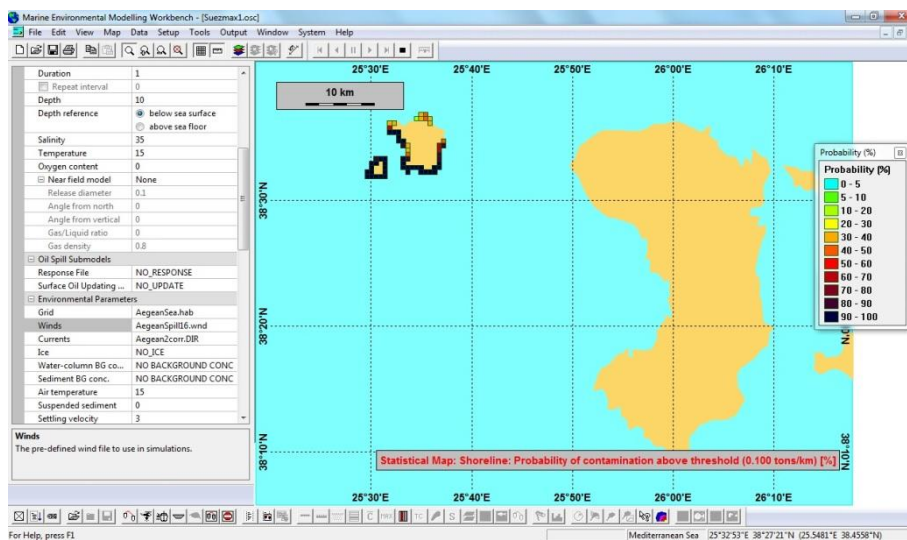 Marine Environmental Modelling Workbench - [Suezmax1.osc]
File Edit View Map Data Setup Tools Output Window System Help
Duration 1
Repeat interval 0
Depth 10
Depth reference below sea surface
above sea floor
Salinity 35
Temperature 15
Oxygen content 0
Near field model None
Release diameter 0.1
Angle from north 0
Angle from vertical 0
Gas/Liquid ratio 0
Gas density 0.8
Oil Spill Submodels
Response File NO_RESPONSE
Surface Oil Updating ... NO_UPDATE
Environmental Parameters
Grid AegeanSea.hab
Winds AegeanSpill16.wnd
Currents Aegean2corr.DIR
Ice NO_ICE
Water-column BG co... NO BACKGROUND CONC
Sediment BG conc. NO BACKGROUND CONC
Air temperature 15
Suspended sediment 0
Settling velocity 3
Winds
The pre-defined wind file to use in simulations.
25°30'E 25°40'E 25°50'E 26°00'E 26°10'E
10 km
38°30'N
38°20'N
38°10'N 38°10'N
Probability (%)
Probability (%)
0 - 5
5 - 10
10 - 20
20 - 30
30 - 40
40 - 50
50 - 60
60 - 70
70 - 80
80 - 90
90 - 100
Statistical Map: Shoreline: Probability of contamination above threshold (0.100 tons/km) [%]
25°30'E 25°40'E 25°50'E 26°00'E 26°10'E
For Help, press F1
Mediterranean Sea 25°32'53"E 38°27'21"N (25.5481°E 38.4558°N)